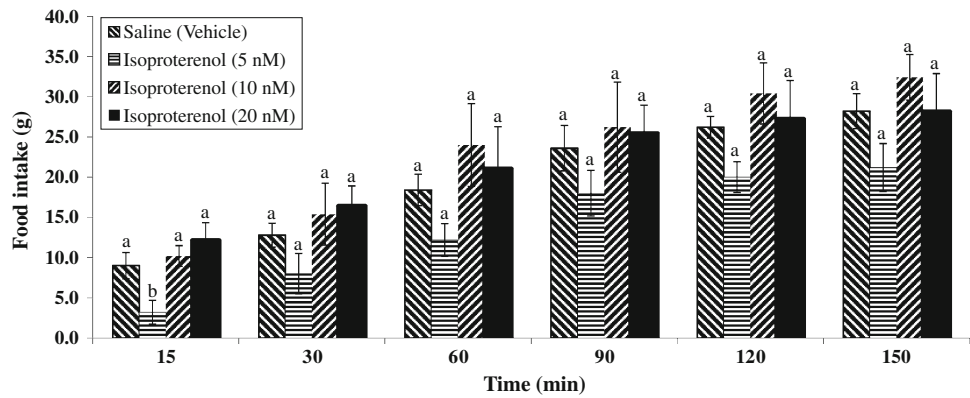 40.0
35.0
30.0
25.0
20.0
15.0
10.0
5.0
0.0
Food intake (g)
Saline (Vehicle)
Isoproterenol (5 nM)
Isoproterenol (10 nM)
Isoproterenol (20 nM)
a b a a
a a a a
a a a a
a a a a
a a a a
a a a a
15 30 60 90 120 150
Time (min)